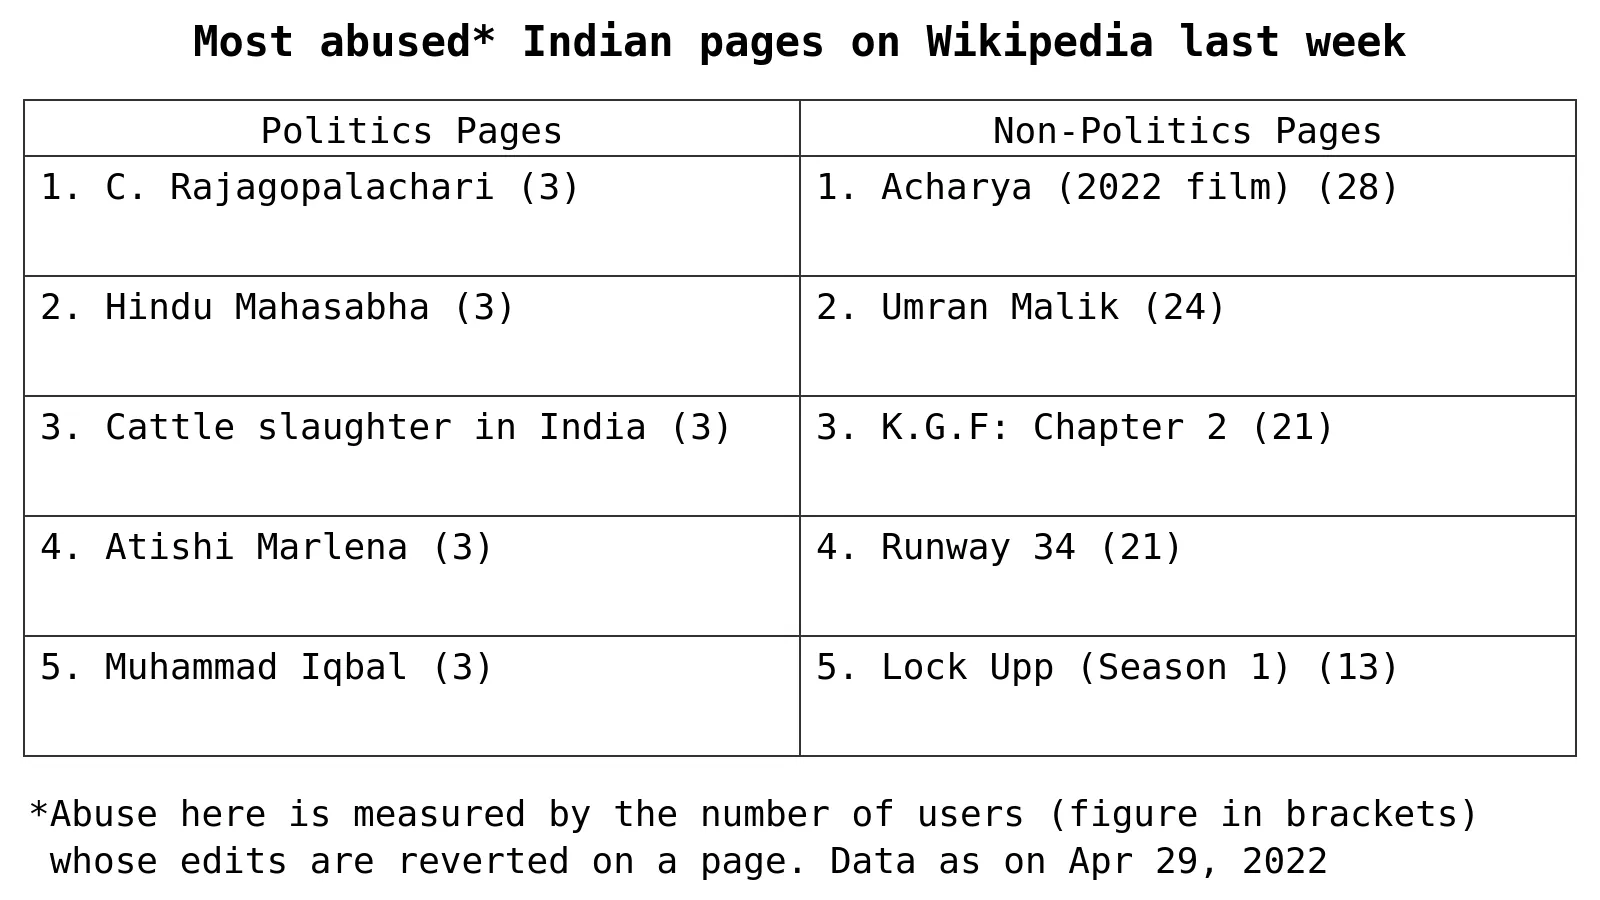 Most abused* Indian pages on Wikipedia last week
Politics Pages
Non-Politics Pages
1. C. Rajagopalachari (3)
1. Acharya (2022 film) (28)
2. Hindu Mahasabha (3)
2. Umran Malik (24)
3. Cattle slaughter in India (3)
3. K.G.F: Chapter 2 (21)
4. Atishi Marlena (3)
4. Runway 34 (21)
5. Muhammad Iqbal (3)
5. Lock Upp (Season 1) (13)
*Abuse here is measured by the number of users (figure in brackets)
whose edits are reverted on a page. Data as on Apr 29, 2022